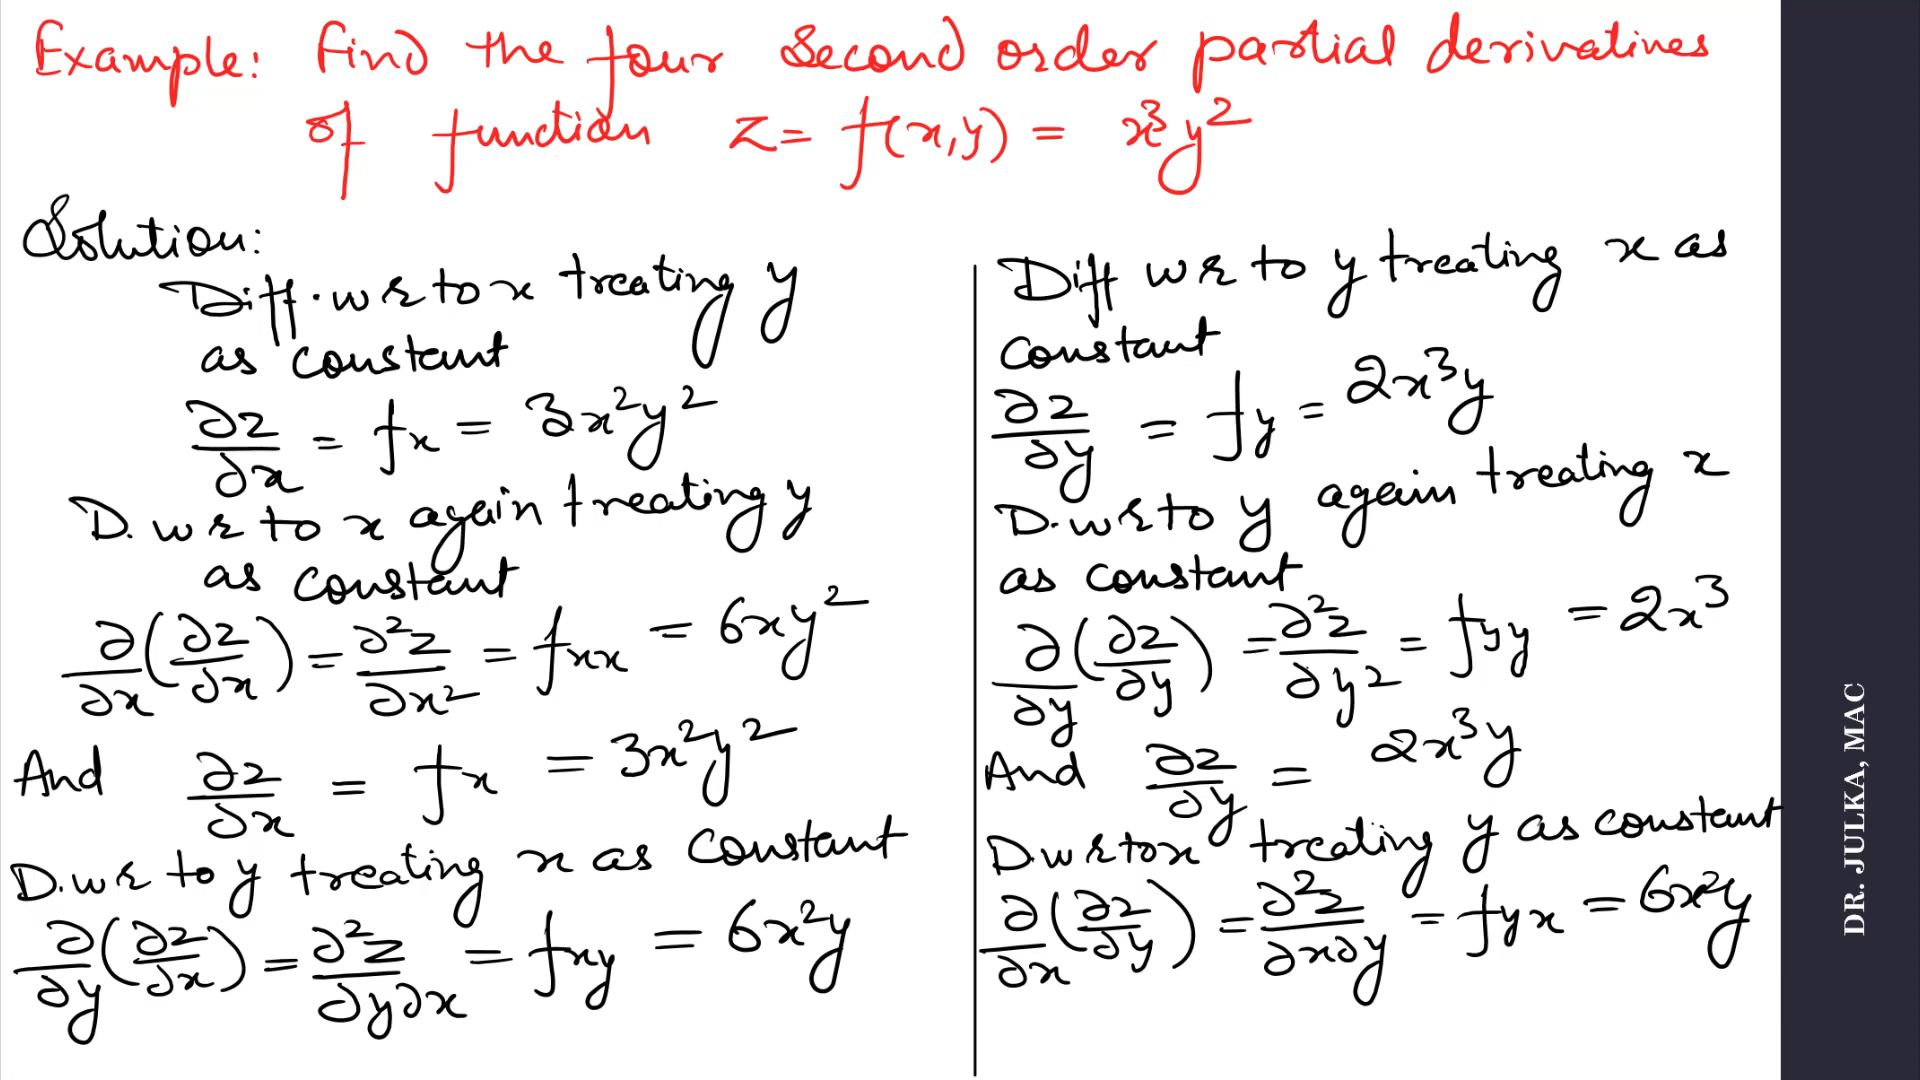 Example: Find the four second order partial derivatives
of function z = f(x,y) = x³y²
Solution:
Diff. w r to x treating y
as constant
∂z/∂x = fx = 3x²y²
D. w r to x again treating y
as constant
∂/∂x (∂z/∂x) = ∂²z/∂x² = fxx = 6xy²
And ∂z/∂x = fx = 3x²y²
D. w r to y treating x as constant
∂/∂y (∂z/∂x) = ∂²z/∂y∂x = fxy = 6x²y
Diff w r to y treating x as
constant
∂z/∂y = fy = 2x³y
D. w r to y again treating x
as constant
∂/∂y (∂z/∂y) = ∂²z/∂y² = fyy = 2x³
And ∂z/∂y = 2x³y
D. w r to x treating y as constant
∂/∂x (∂z/∂y) = ∂²z/∂x∂y = fyx = 6x²y
DR. JULKA, MAC